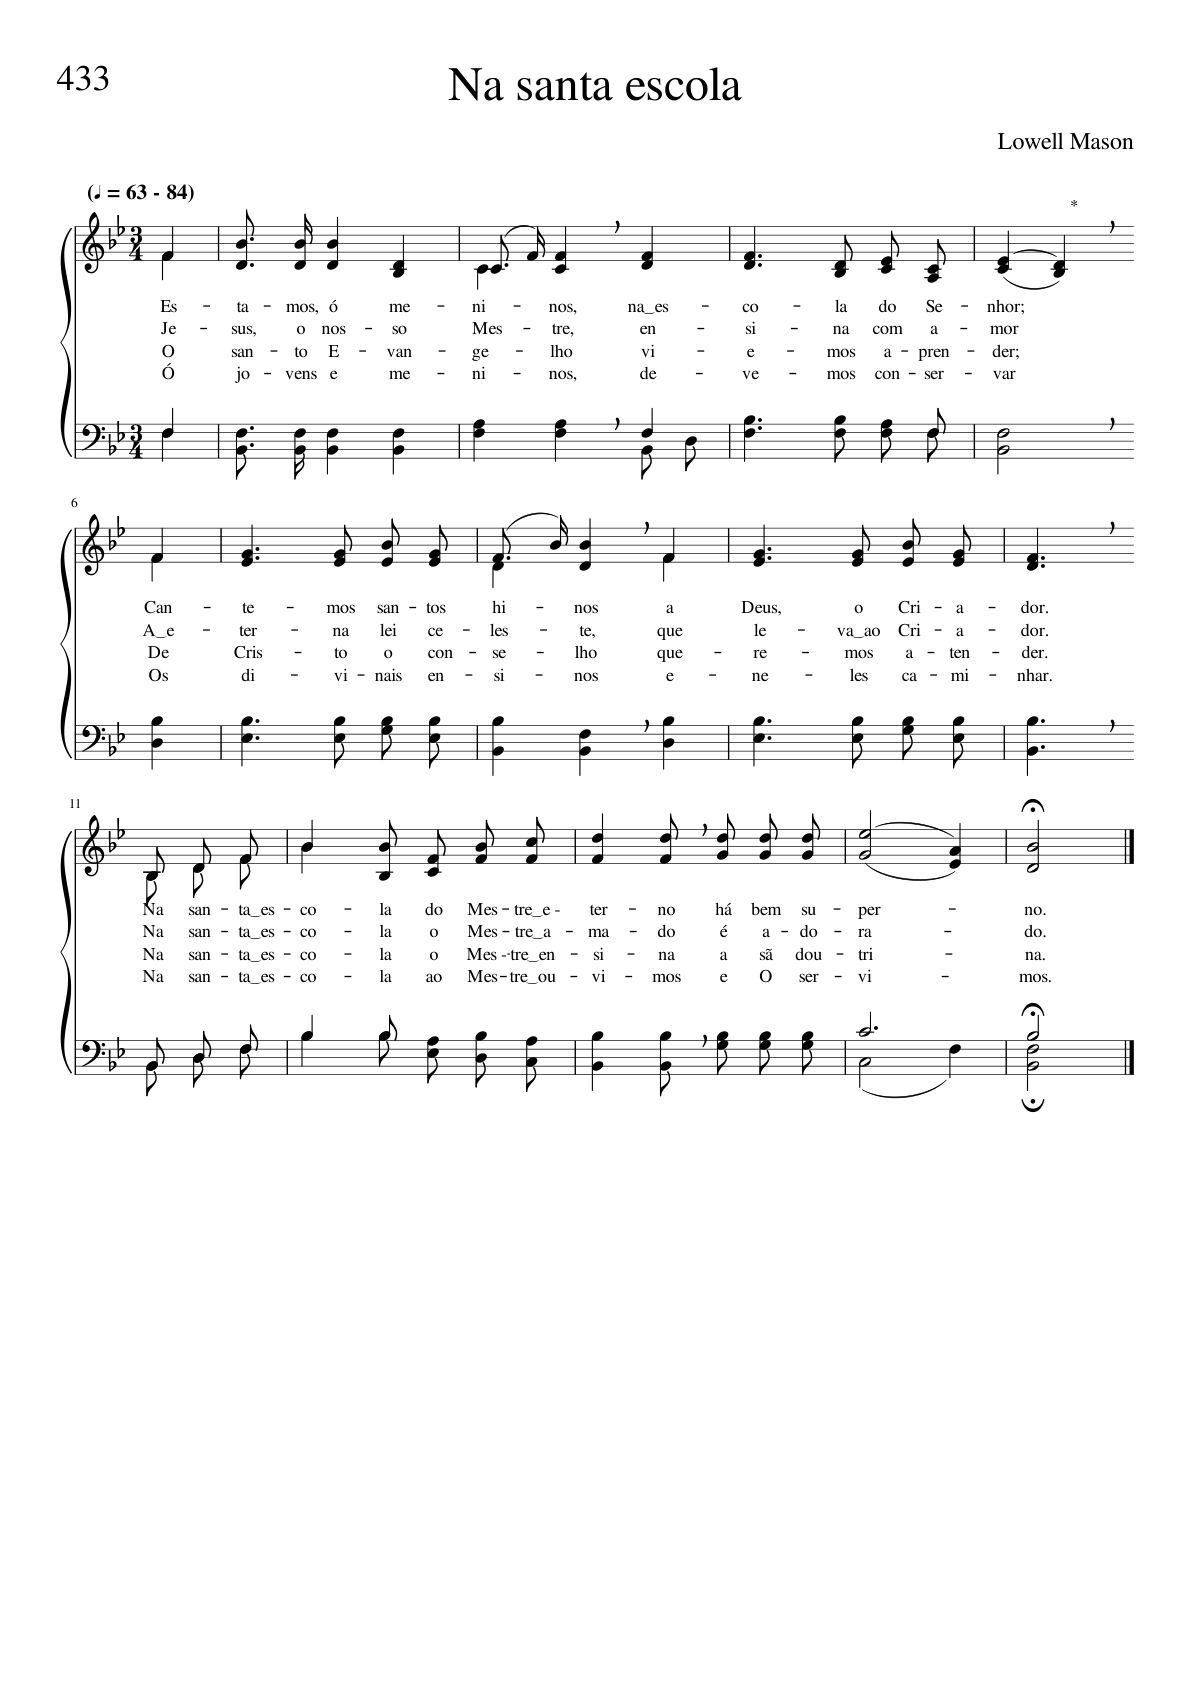 433
Na santa escola
Lowell Mason
(♩ = 63 - 84)
*
Es - ta - mos, ó me - ni - nos, na_es - co - la do Se - nhor;
Je - sus, o nos - so Mes - tre, en - si - na com a - mor
O san - to E - van - ge - lho vi - e - mos a - pren - der;
Ó jo - vens e me - ni - nos, de - ve - mos con - ser - var
6
Can - te - mos san - tos hi - nos a Deus, o Cri - a - dor.
A_e - ter - na lei ce - les - te, que le - va_ao Cri - a - dor.
De Cris - to o con - se - lho que - re - mos a - ten - der.
Os di - vi - nais en - si - nos e - ne - les ca - mi - nhar.
11
Na san - ta_es - co - la do Mes - tre_e - ter - no há bem su - per - no.
Na san - ta_es - co - la o Mes - tre_a - ma - do é a - do - ra - do.
Na san - ta_es - co - la o Mes - tre_en - si - na a sã dou - tri - na.
Na san - ta_es - co - la ao Mes - tre_ou - vi - mos e O ser - vi - mos.